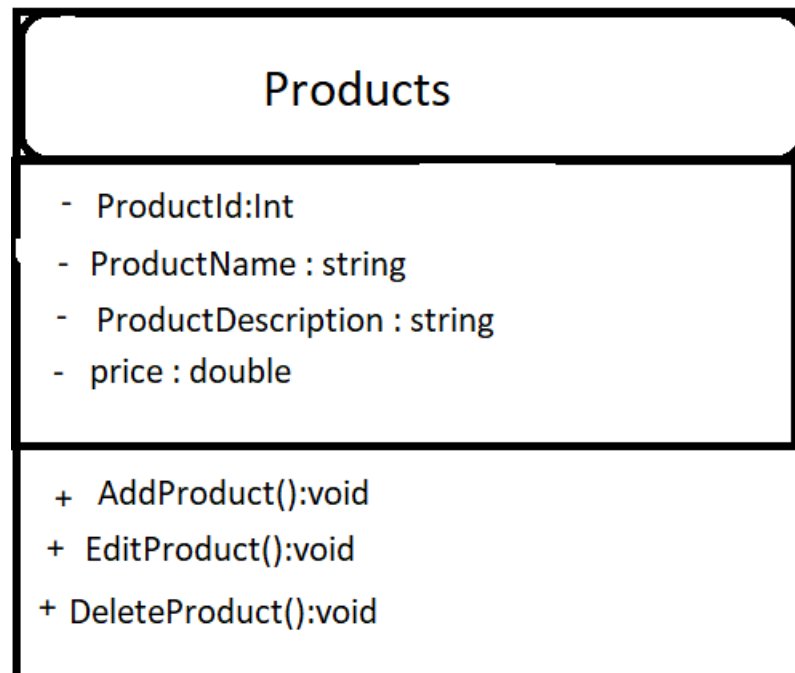 Products
- ProductId:Int
- ProductName : string
- ProductDescription : string
- price : double
+ AddProduct():void
+ EditProduct():void
+ DeleteProduct():void